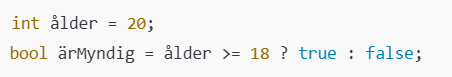 int ålder = 20;
bool ärMyndig = ålder >= 18 ? true : false;